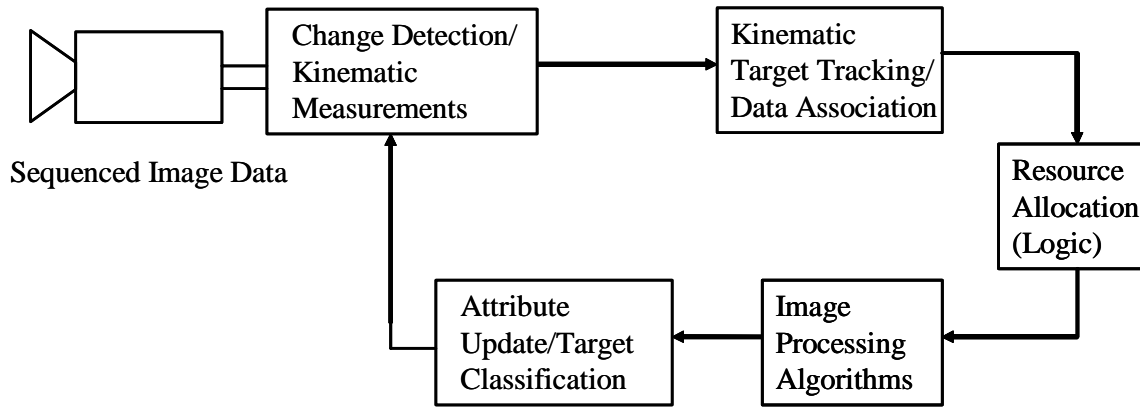 Change Detection/
Kinematic
Measurements
Kinematic
Target Tracking/
Data Association
Sequenced Image Data
Resource
Allocation
(Logic)
Attribute
Update/Target
Classification
Image
Processing
Algorithms